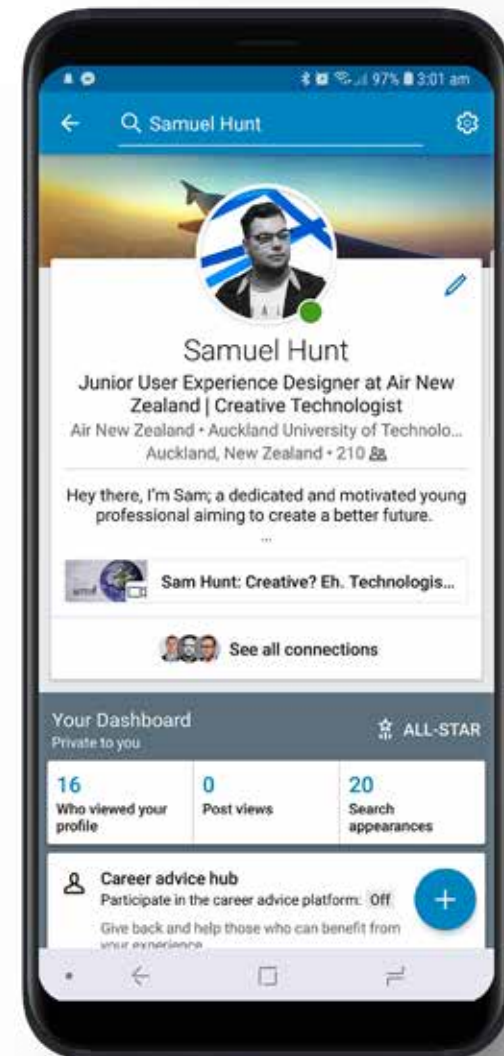 97% 3:01 am
Samuel Hunt
Samuel Hunt
Junior User Experience Designer at Air New
Zealand | Creative Technologist
Air New Zealand • Auckland University of Technolo...
Auckland, New Zealand • 210
Hey there, I'm Sam; a dedicated and motivated young
professional aiming to create a better future.
...
Sam Hunt: Creative? Eh. Technologis...
See all connections
Your Dashboard
Private to you
ALL-STAR
16
Who viewed your
profile
0
Post views
20
Search
appearances
Career advice hub
Participate in the career advice platform: Off
Give back and help those who can benefit from
your experience